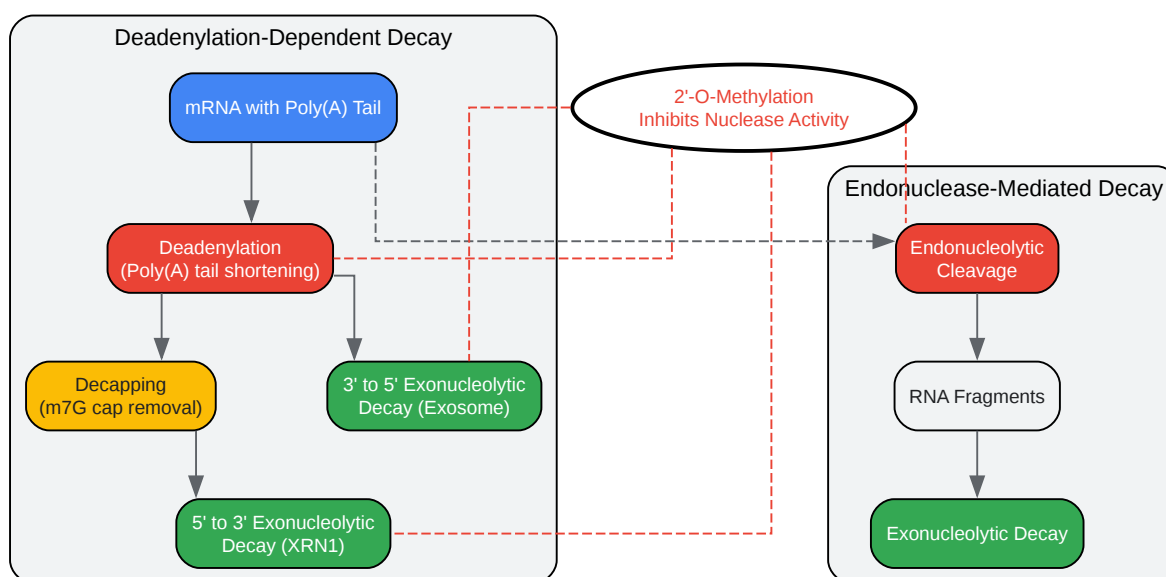 Deadenylation-Dependent Decay
mRNA with Poly(A) Tail
2'-O-Methylation
Inhibits Nuclease Activity
Endonuclease-Mediated Decay
Deadenylation
(Poly(A) tail shortening)
Endonucleolytic
Cleavage
Decapping
(m7G cap removal)
3' to 5' Exonucleolytic
Decay (Exosome)
RNA Fragments
5' to 3' Exonucleolytic
Decay (XRN1)
Exonucleolytic Decay